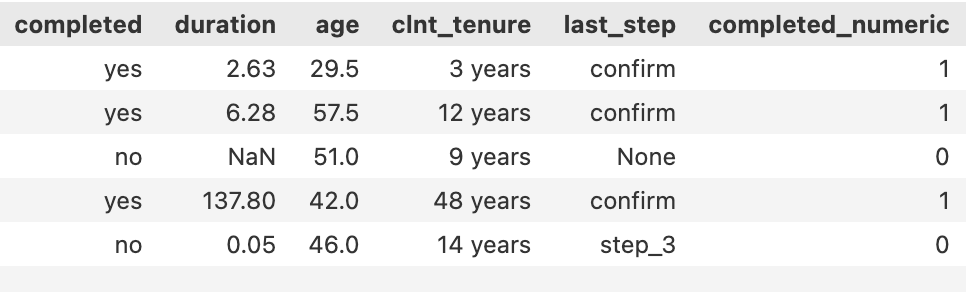 completed duration age clnt_tenure last_step completed_numeric
yes 2.63 29.5 3 years confirm 1
yes 6.28 57.5 12 years confirm 1
no NaN 51.0 9 years None 0
yes 137.80 42.0 48 years confirm 1
no 0.05 46.0 14 years step_3 0